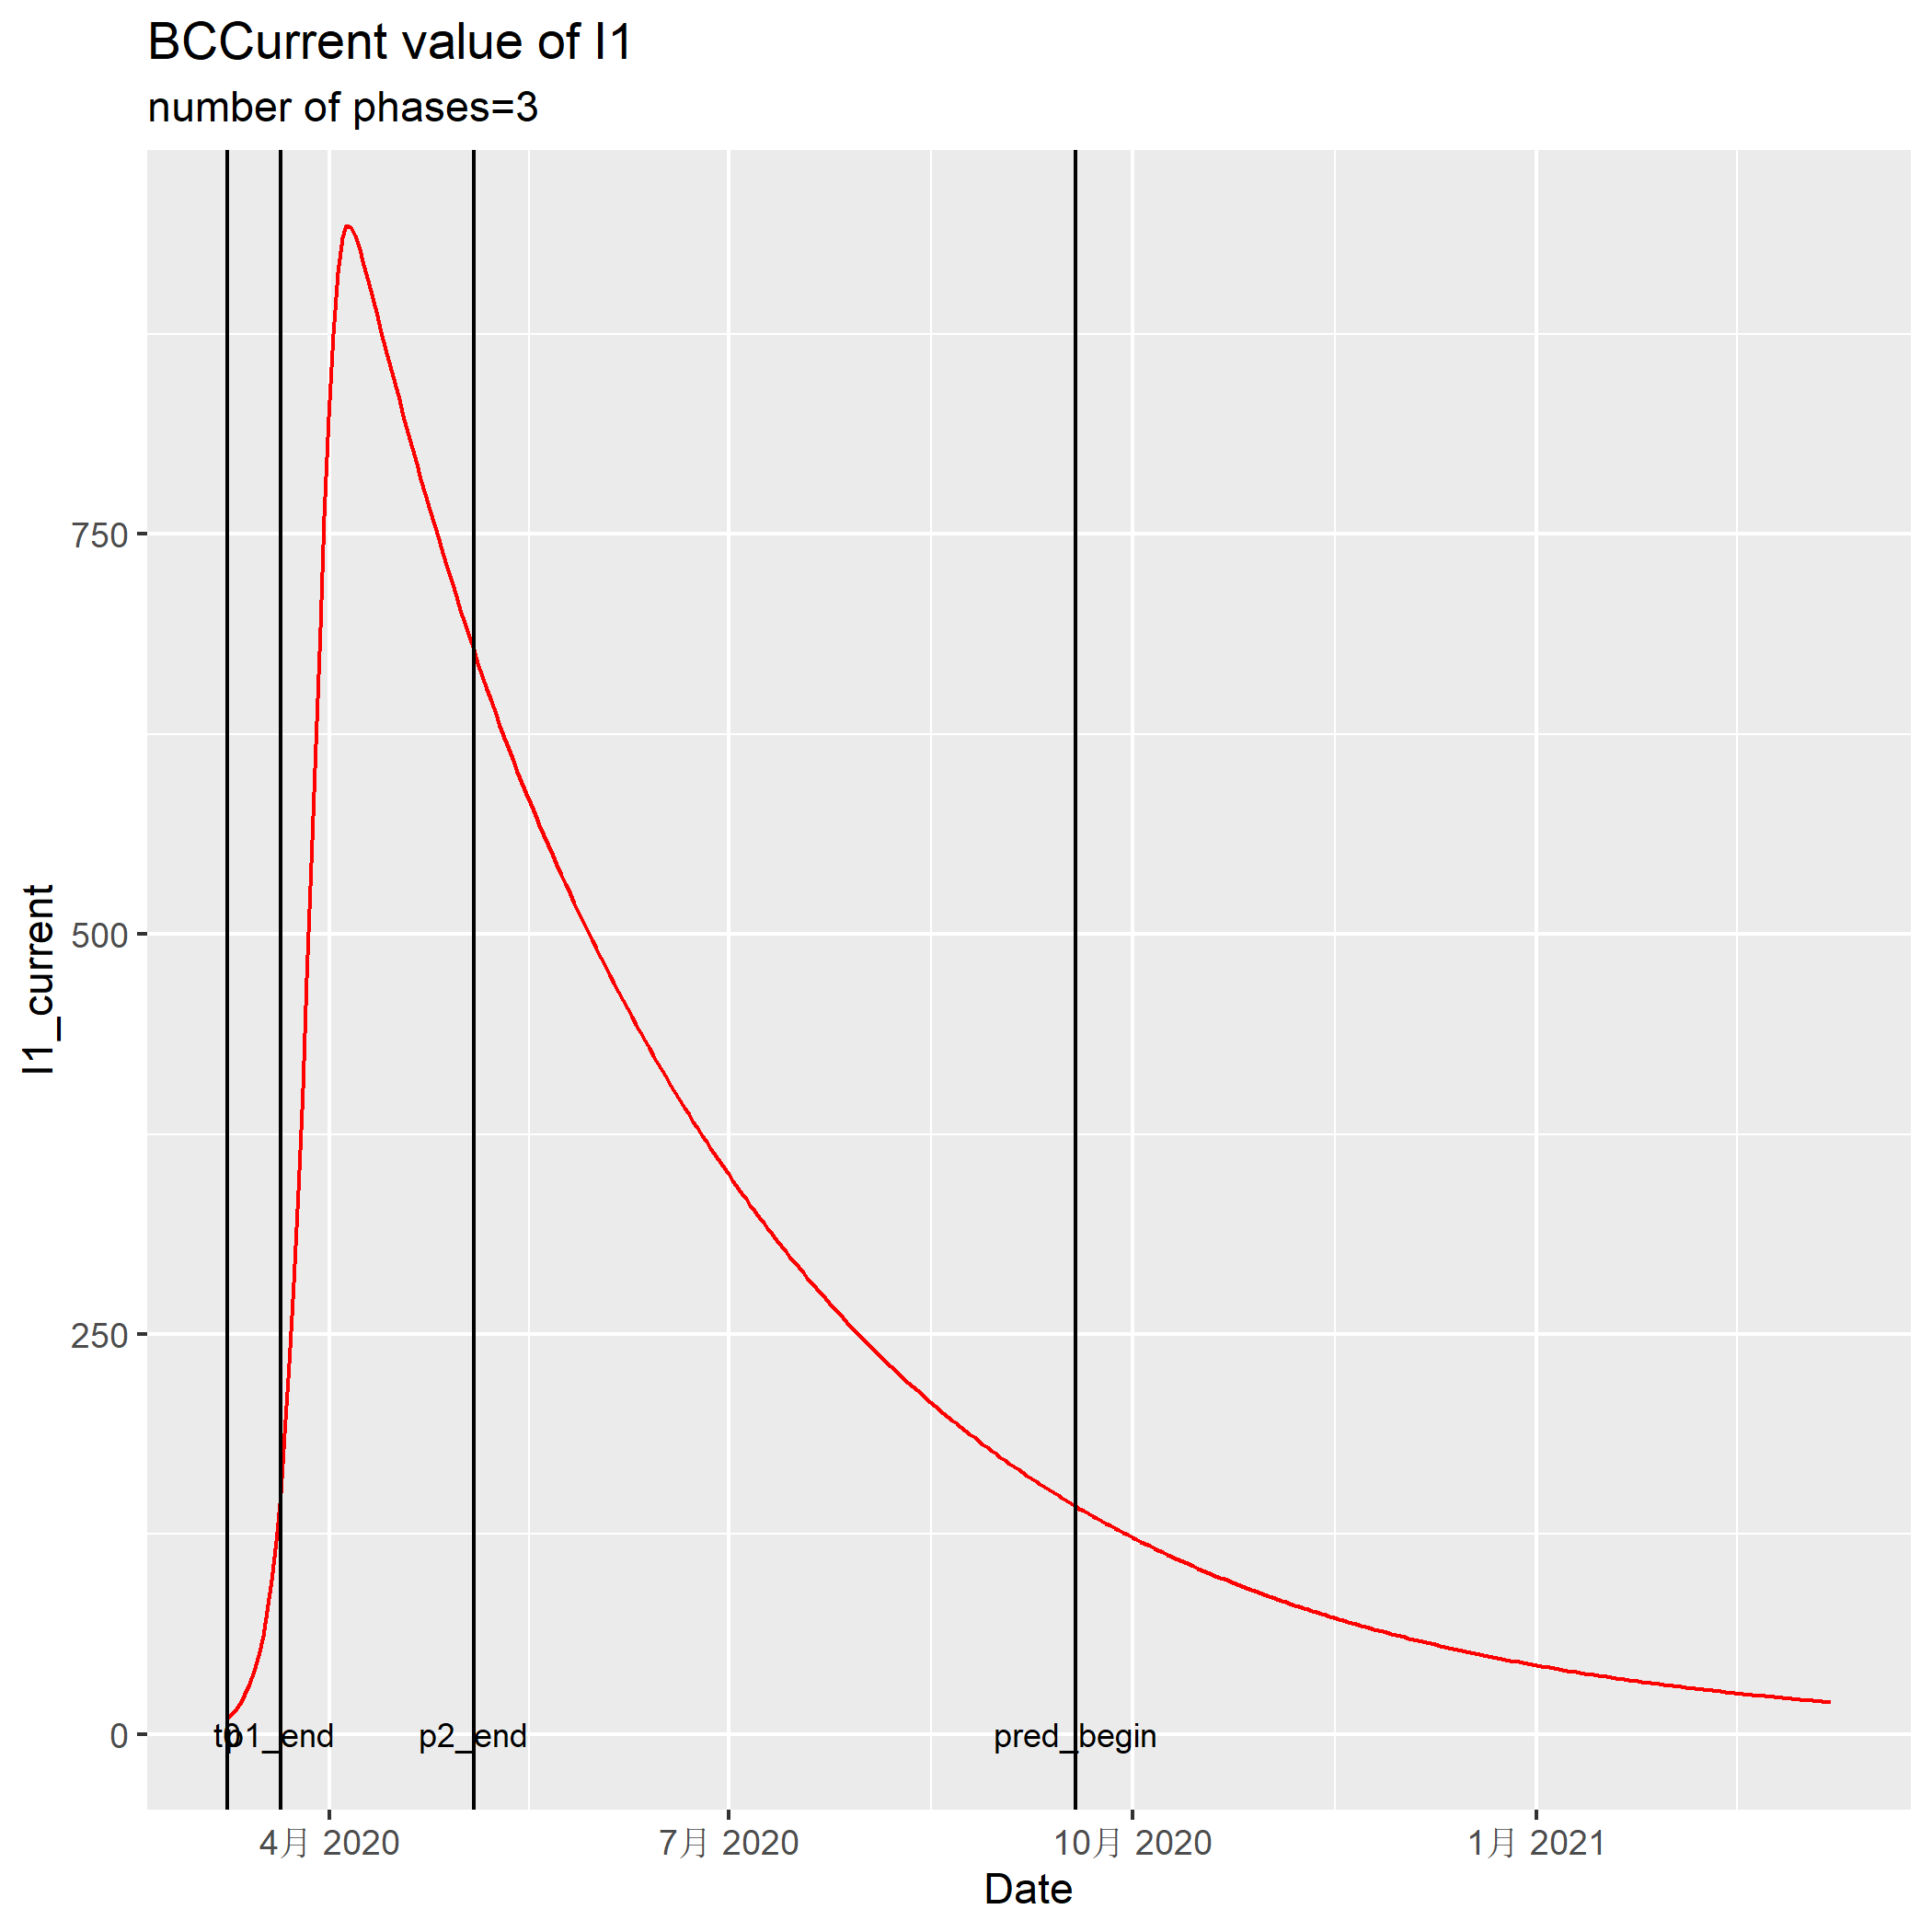 BCCurrent value of I1
number of phases=3
I1_current
750
500
250
0
t0
p1_end
p2_end
pred_begin
4月 2020
7月 2020
10月 2020
1月 2021
Date